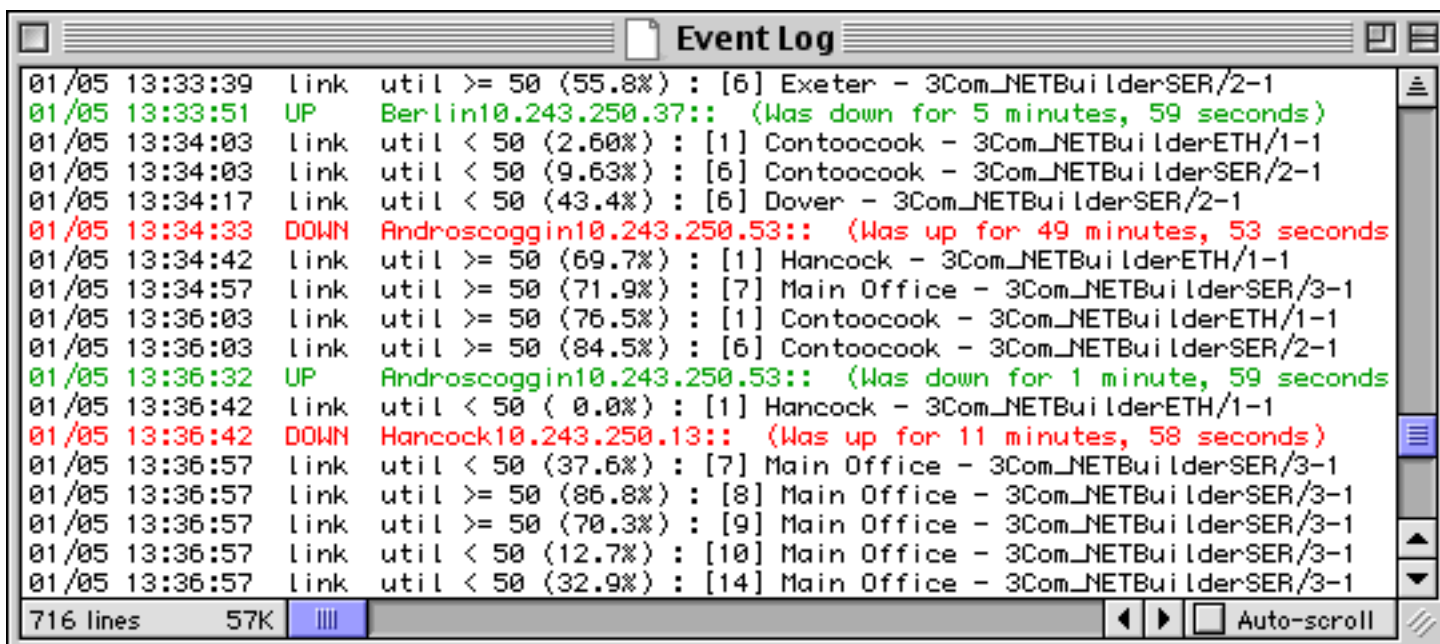 Event Log
01/05 13:33:39 link util >= 50 (55.8%) : [6] Exeter - 3Com_NETBuilderSER/2-1
01/05 13:33:51 UP Berlin10.243.250.37:: (Was down for 5 minutes, 59 seconds)
01/05 13:34:03 link util < 50 (2.60%) : [1] Contoocook - 3Com_NETBuilderETH/1-1
01/05 13:34:03 link util < 50 (9.63%) : [6] Contoocook - 3Com_NETBuilderSER/2-1
01/05 13:34:17 link util < 50 (43.4%) : [6] Dover - 3Com_NETBuilderSER/2-1
01/05 13:34:33 DOWN Androscoggin10.243.250.53:: (Was up for 49 minutes, 53 seconds
01/05 13:34:42 link util >= 50 (69.7%) : [1] Hancock - 3Com_NETBuilderETH/1-1
01/05 13:34:57 link util >= 50 (71.9%) : [7] Main Office - 3Com_NETBuilderSER/3-1
01/05 13:36:03 link util >= 50 (76.5%) : [1] Contoocook - 3Com_NETBuilderETH/1-1
01/05 13:36:03 link util >= 50 (84.5%) : [6] Contoocook - 3Com_NETBuilderSER/2-1
01/05 13:36:32 UP Androscoggin10.243.250.53:: (Was down for 1 minute, 59 seconds
01/05 13:36:42 link util < 50 ( 0.0%) : [1] Hancock - 3Com_NETBuilderETH/1-1
01/05 13:36:42 DOWN Hancock10.243.250.13:: (Was up for 11 minutes, 58 seconds)
01/05 13:36:57 link util < 50 (37.6%) : [7] Main Office - 3Com_NETBuilderSER/3-1
01/05 13:36:57 link util >= 50 (86.8%) : [8] Main Office - 3Com_NETBuilderSER/3-1
01/05 13:36:57 link util >= 50 (70.3%) : [9] Main Office - 3Com_NETBuilderSER/3-1
01/05 13:36:57 link util < 50 (12.7%) : [10] Main Office - 3Com_NETBuilderSER/3-1
01/05 13:36:57 link util < 50 (32.9%) : [14] Main Office - 3Com_NETBuilderSER/3-1
716 lines 57K Auto-scroll